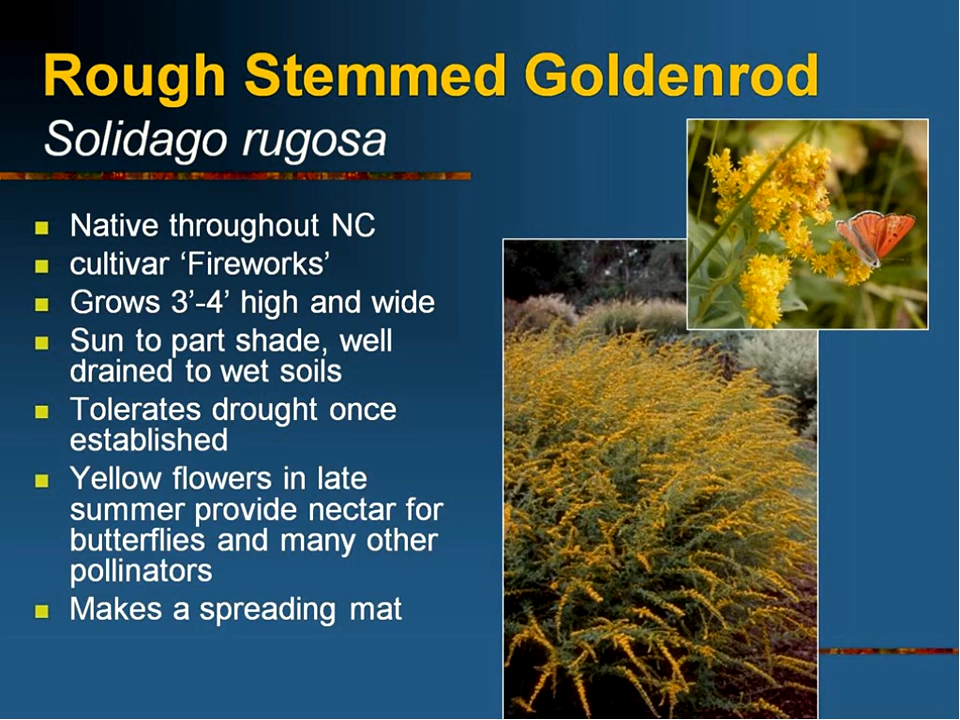 Rough Stemmed Goldenrod
Solidago rugosa
Native throughout NC
cultivar ‘Fireworks’
Grows 3’-4’ high and wide
Sun to part shade, well
drained to wet soils
Tolerates drought once
established
Yellow flowers in late
summer provide nectar for
butterflies and many other
pollinators
Makes a spreading mat